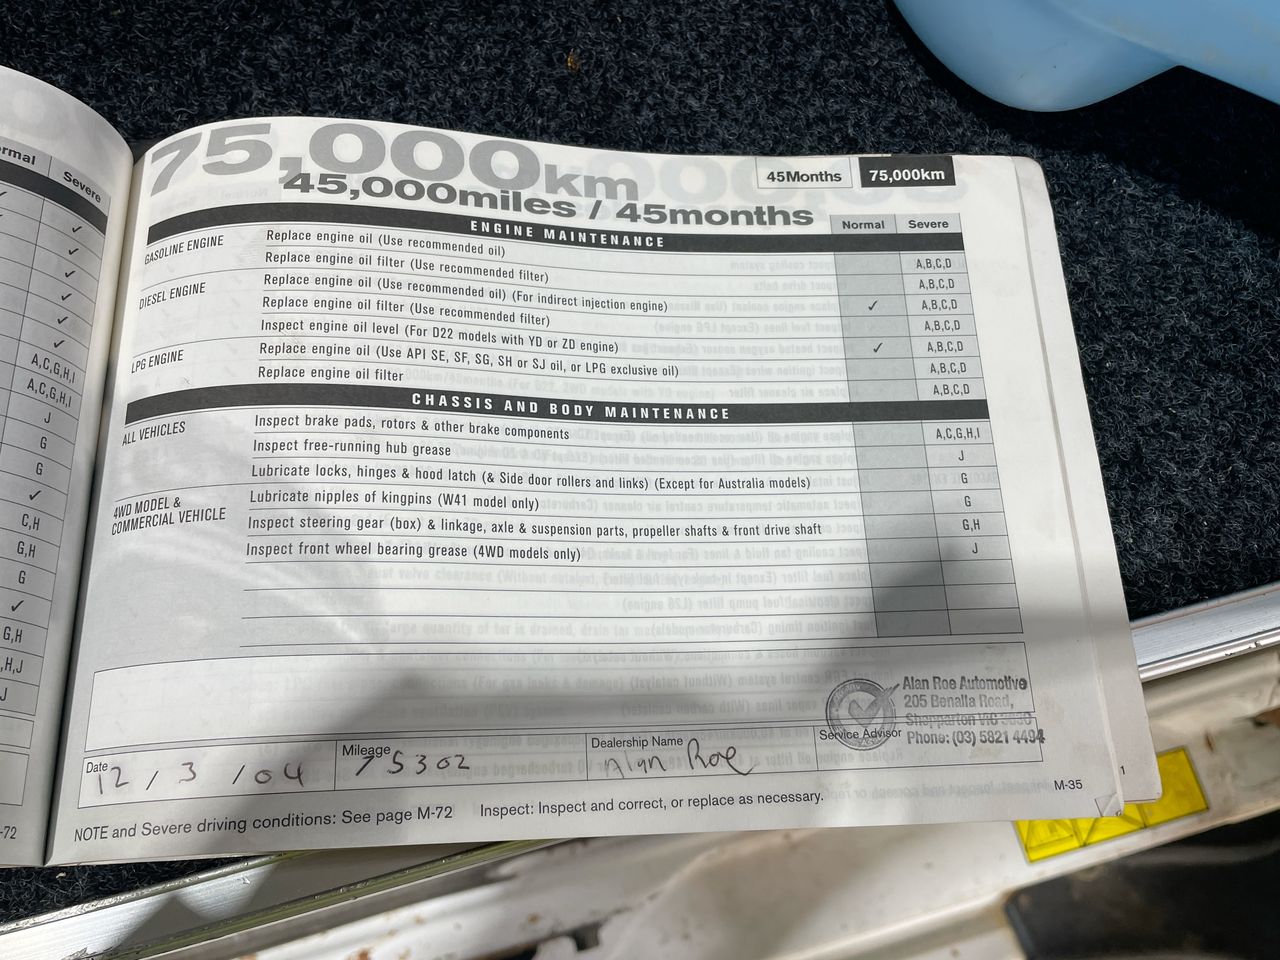 rmal
Severe
✓
✓
✓
✓
✓
✓
A,C,G,H,I
A,C,G,H,I
J
G
G
✓
C,H
G,H
G
✓
G,H
,H,J
J
-72
75,000km
45,000miles / 45months
45Months 75,000km
Normal Severe
ENGINE MAINTENANCE
GASOLINE ENGINE Replace engine oil (Use recommended oil) A,B,C,D
Replace engine oil filter (Use recommended filter) A,B,C,D
DIESEL ENGINE Replace engine oil (Use recommended oil) (For indirect injection engine) ✓ A,B,C,D
Replace engine oil filter (Use recommended filter) A,B,C,D
Inspect engine oil level (For D22 models with YD or ZD engine) ✓ A,B,C,D
LPG ENGINE Replace engine oil (Use API SE, SF, SG, SH or SJ oil, or LPG exclusive oil) A,B,C,D
Replace engine oil filter A,B,C,D
CHASSIS AND BODY MAINTENANCE
ALL VEHICLES Inspect brake pads, rotors & other brake components A,C,G,H,I
Inspect free-running hub grease J
Lubricate locks, hinges & hood latch (& Side door rollers and links) (Except for Australia models) G
4WD MODEL & COMMERCIAL VEHICLE Lubricate nipples of kingpins (W41 model only) G
Inspect steering gear (box) & linkage, axle & suspension parts, propeller shafts & front drive shaft G,H
Inspect front wheel bearing grease (4WD models only) J
Alan Roe Automotive
205 Benalla Road,
Shepparton VIC 3630
Phone: (03) 5821 4494
Date 12 / 3 / 04
Mileage 75302
Dealership Name Alan Roe
Service Advisor
NOTE and Severe driving conditions: See page M-72 Inspect: Inspect and correct, or replace as necessary.
M-35